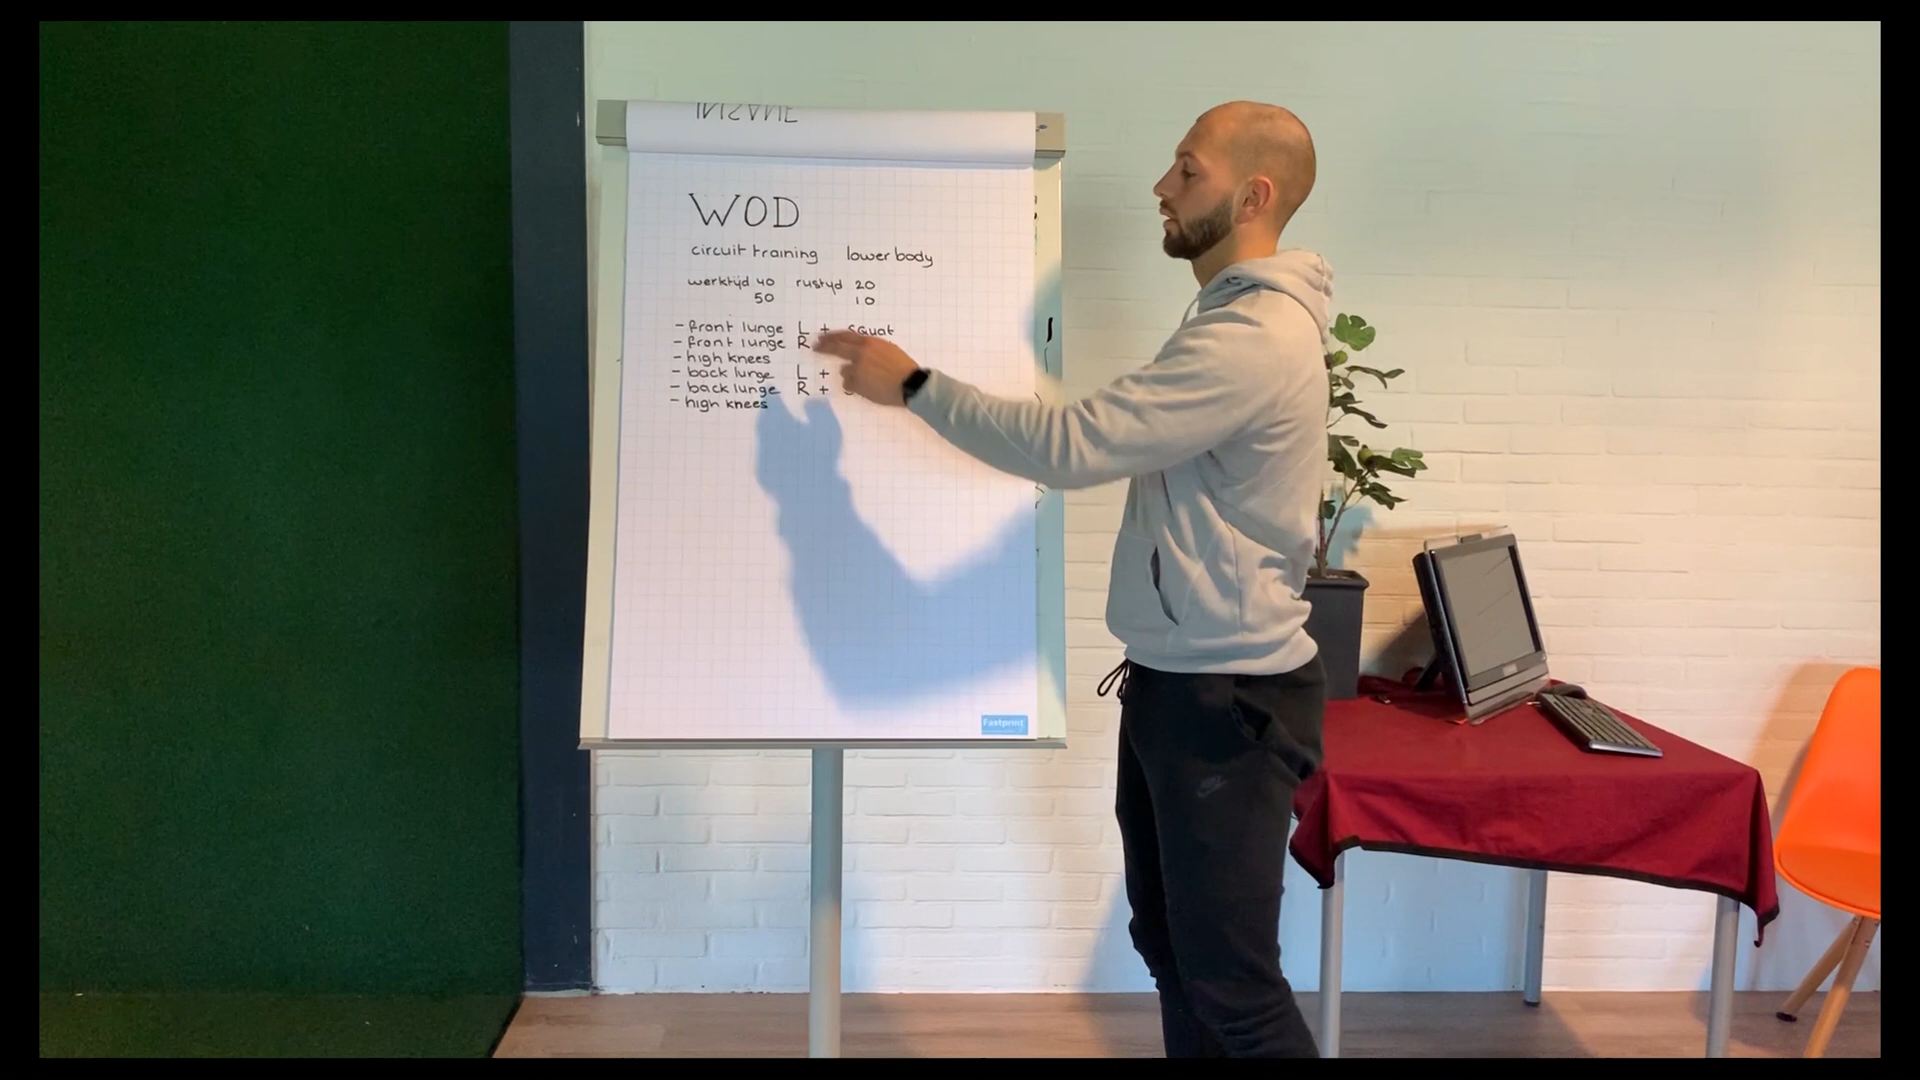 INSANE
WOD
circuit training lower body
werktijd 40 rustijd 20
50 10
- front lunge L + squat
- front lunge R
- high knees
- back lunge L +
- back lunge R +
- high knees
Fastprint